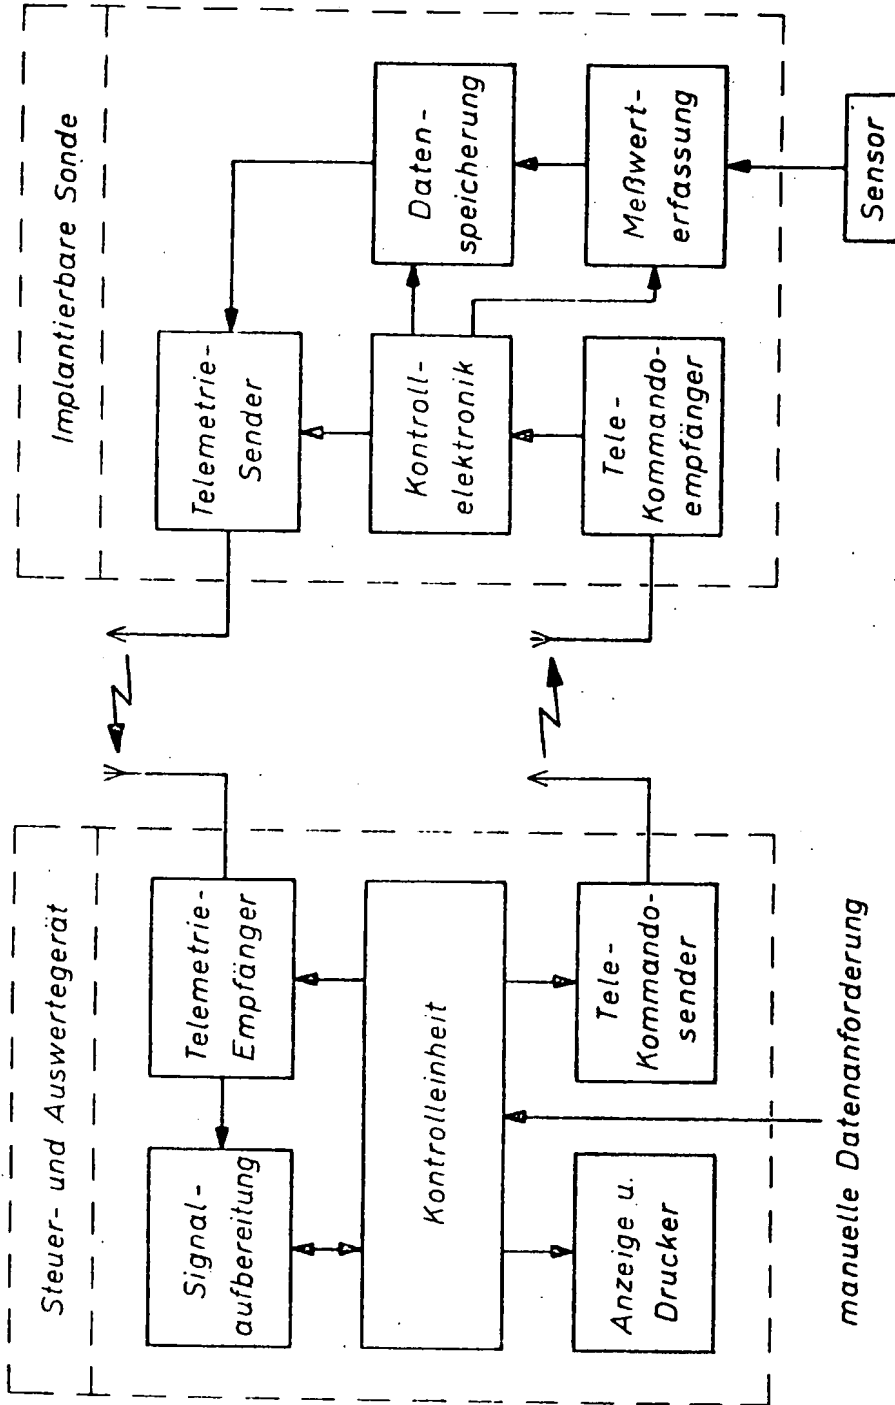 Steuer- und Auswertegerät
Signal-
aufbereitung
Telemetrie-
Empfänger
Kontrolleinheit
Anzeige u.
Drucker
Tele-
Kommando-
sender
manuelle Datenanforderung
Implantierbare Sonde
Telemetrie-
Sender
Kontroll-
elektronik
Daten-
speicherung
Tele-
Kommando-
empfänger
Meßwert-
erfassung
Sensor